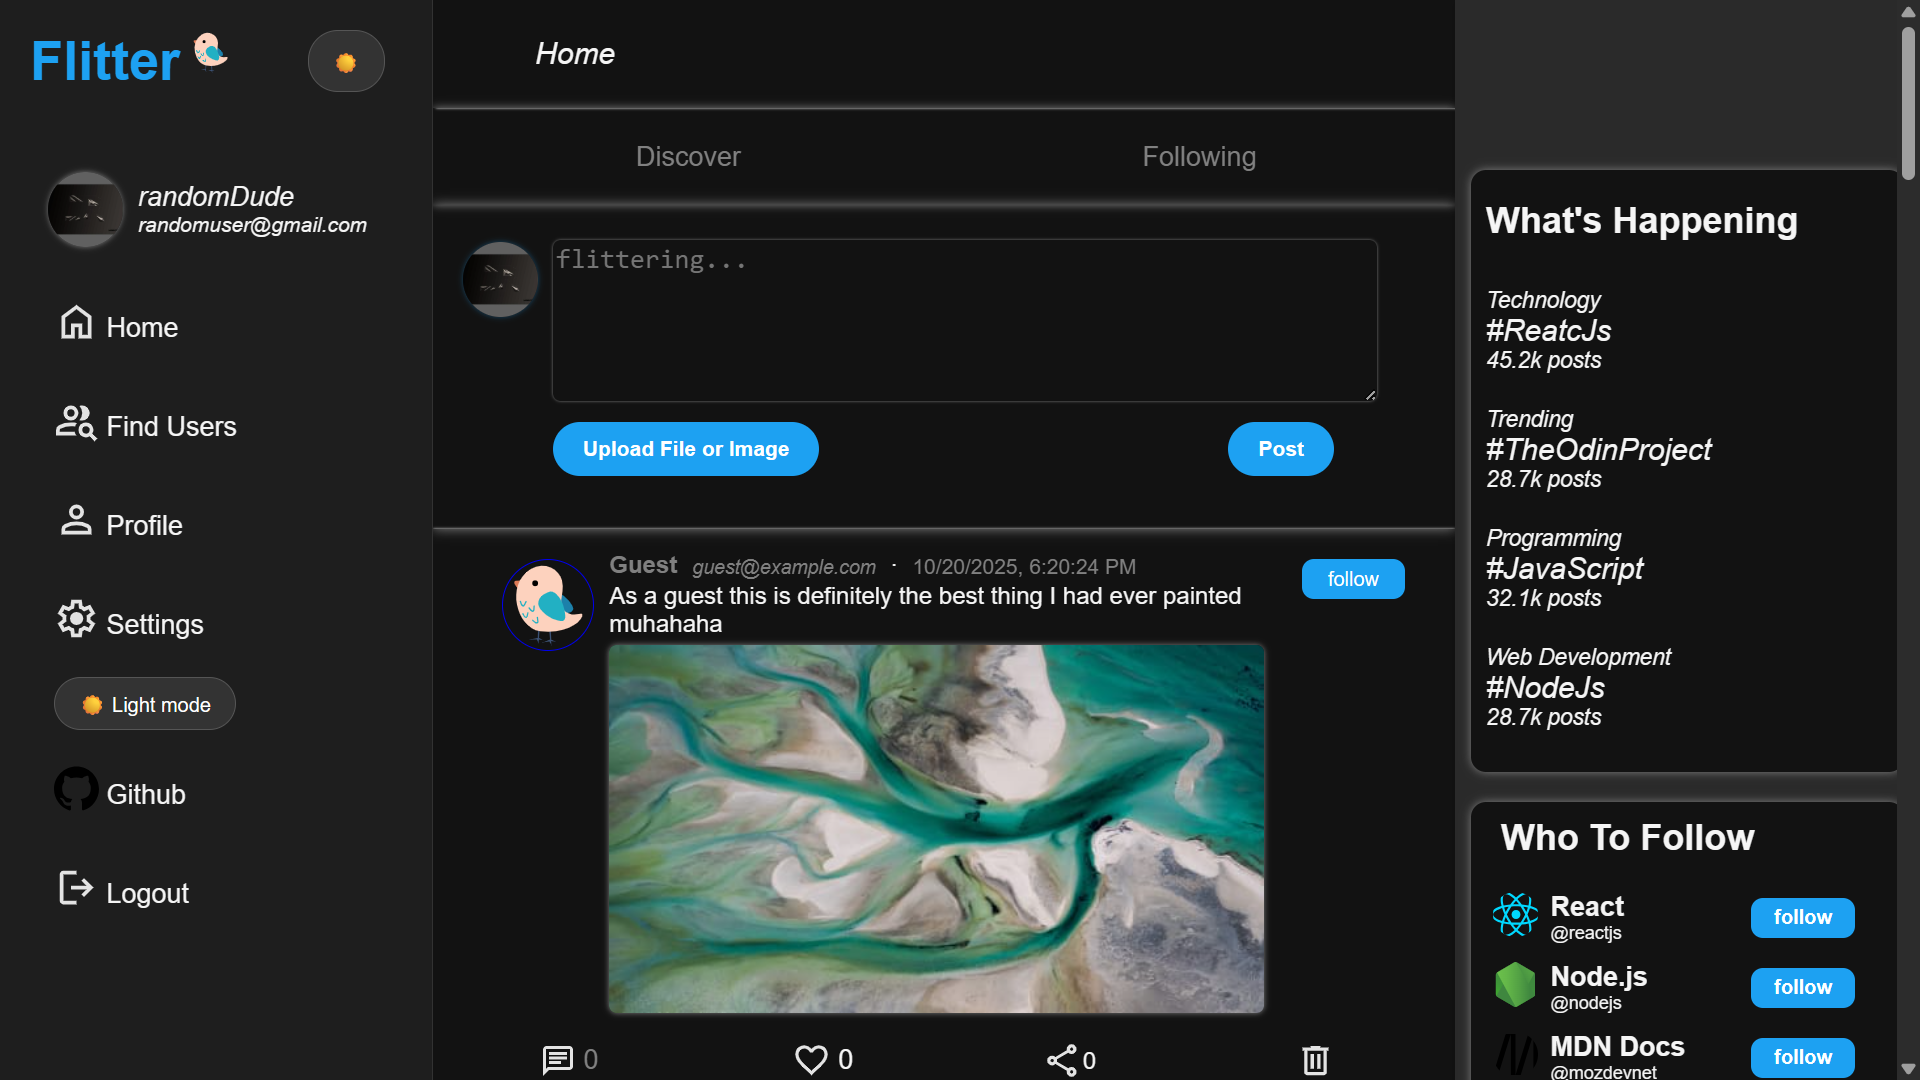 Flitter
randomDude
randomuser@gmail.com
Home
Find Users
Profile
Settings
Light mode
Github
Logout
Home
Discover
Following
flittering...
Upload File or Image
Post
Guest guest@example.com · 10/20/2025, 6:20:24 PM
follow
As a guest this is definitely the best thing I had ever painted
muhahaha
0
0
0
What's Happening
Technology
#ReatcJs
45.2k posts
Trending
#TheOdinProject
28.7k posts
Programming
#JavaScript
32.1k posts
Web Development
#NodeJs
28.7k posts
Who To Follow
React
@reactjs
follow
Node.js
@nodejs
follow
MDN Docs
@mozdevnet
follow